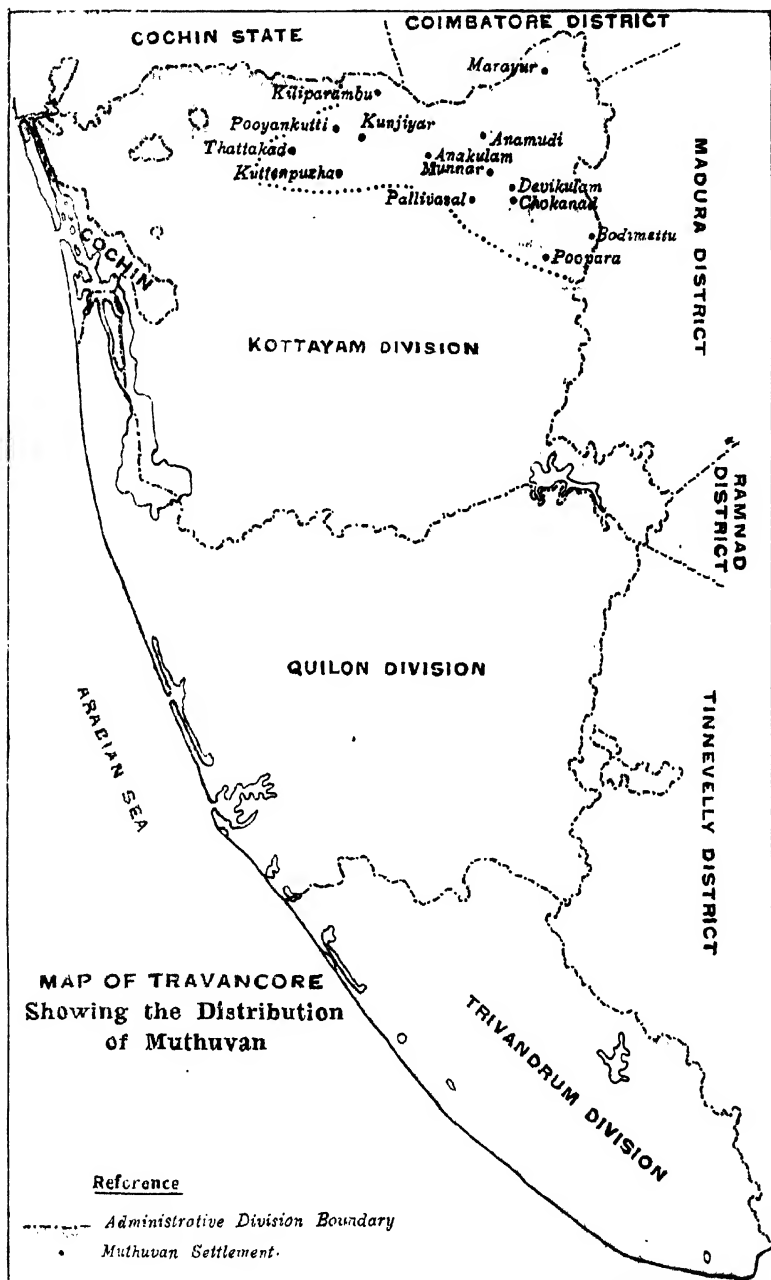 COCHIN STATE
COIMBATORE DISTRICT
Marayur
Kiliparambu
Pooyankutti
Kunjiyar
Anamudi
Thattakad
Anakulam
Munnar
Kuttenpuzha
Devikulam
Pallivasal
Chokanad
Bodimettu
Poopara
MADURA DISTRICT
COCHIN
KOTTAYAM DIVISION
RAMNAD
DISTRICT
QUILON DIVISION
ARABIAN SEA
TINNEVELLY DISTRICT
MAP OF TRAVANCORE
Showing the Distribution
of Muthuvan
TRIVANDRUM DIVISION
Reference
Administrative Division Boundary
Muthuvan Settlement.